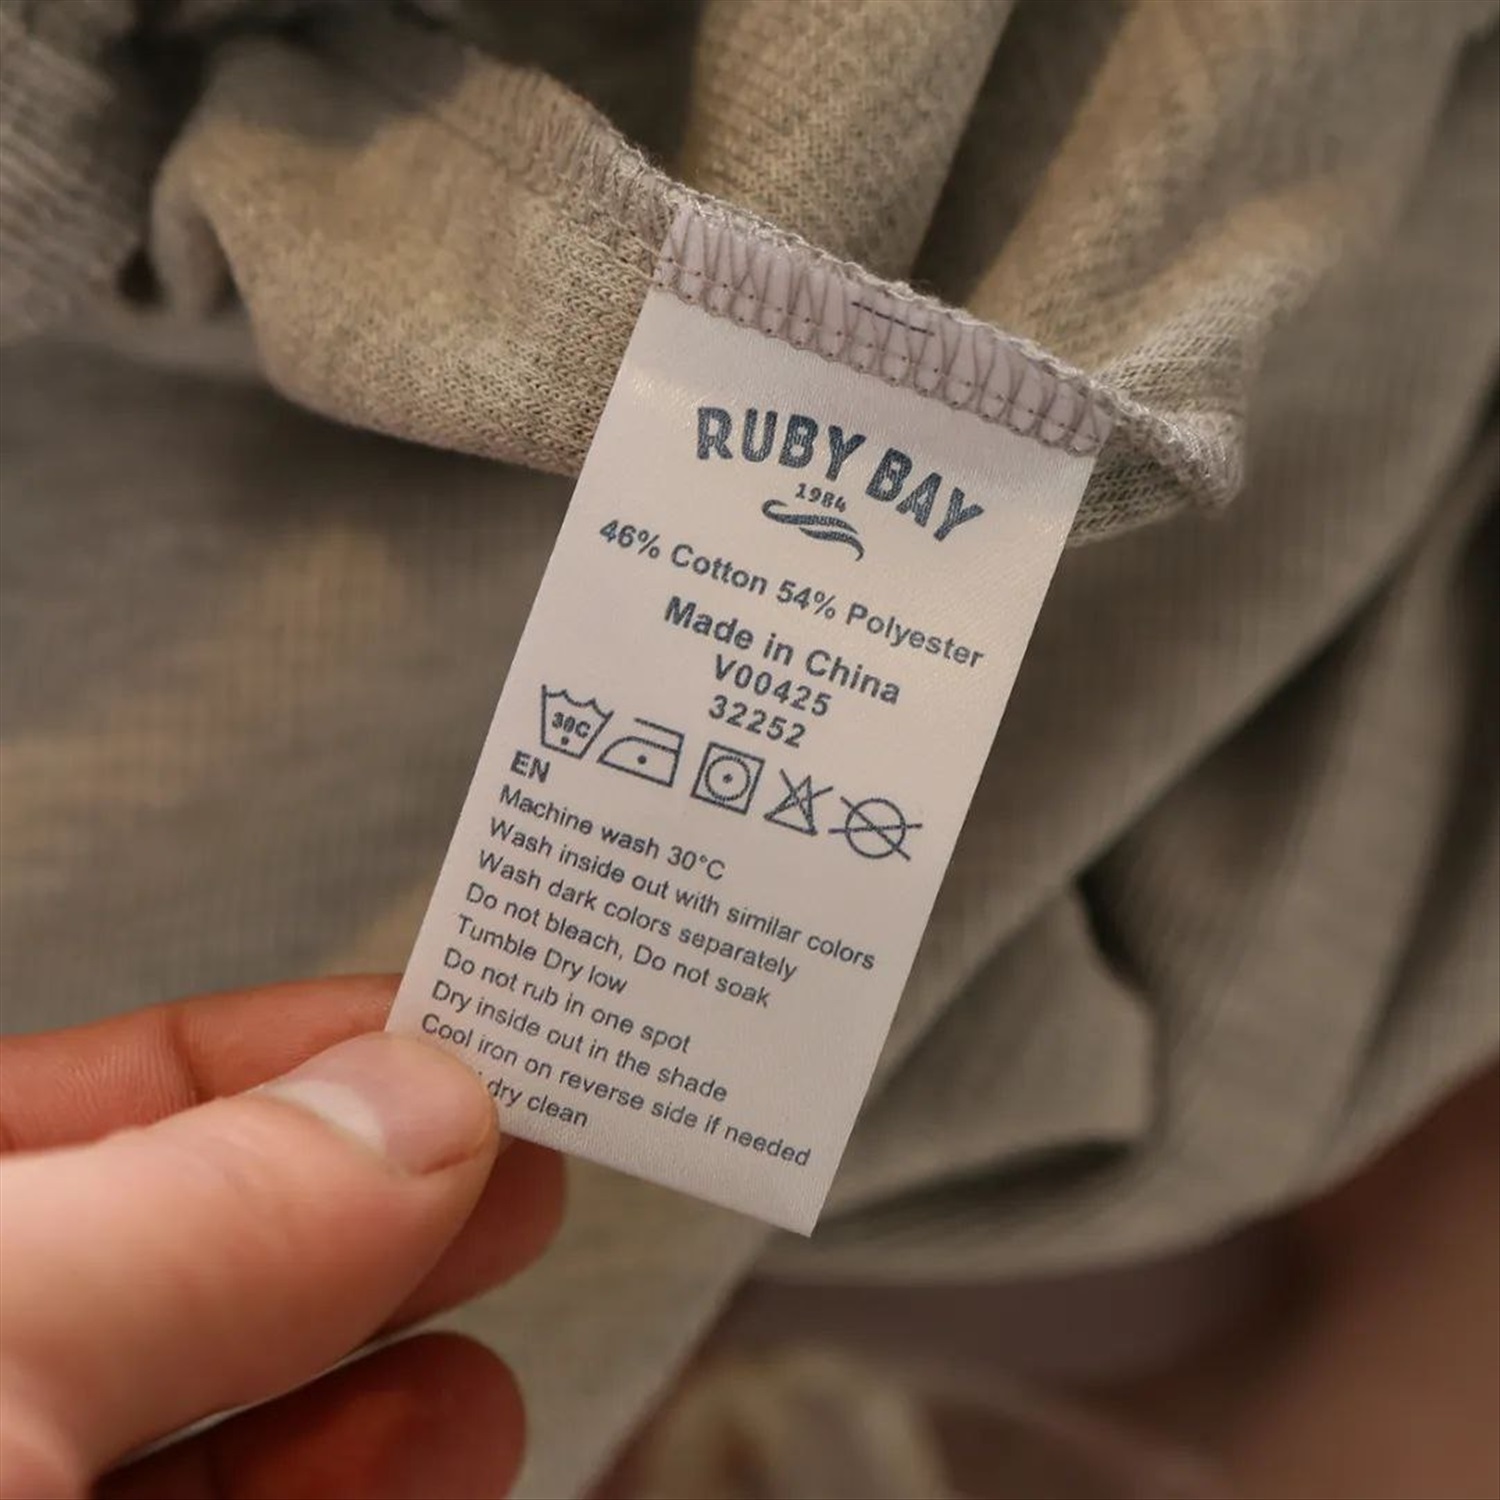 RUBY BAY
1984
46% Cotton 54% Polyester
Made in China
V00425
32252
30C
EN
Machine wash 30°C
Wash inside out with similar colors
Wash dark colors separately
Do not bleach, Do not soak
Tumble Dry low
Do not rub in one spot
Dry inside out in the shade
Cool iron on reverse side if needed
dry clean